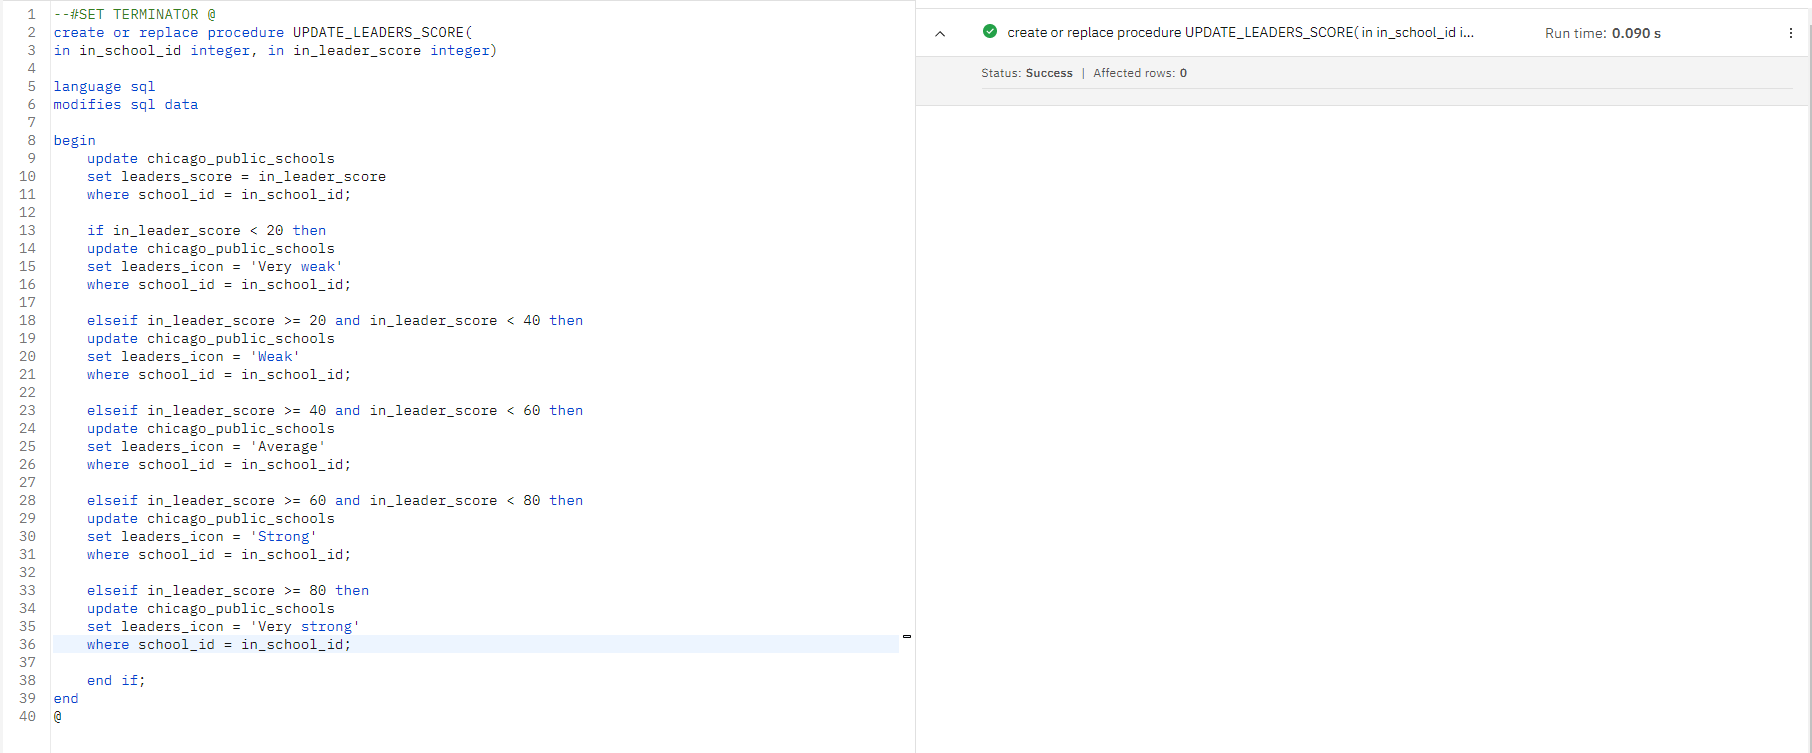 1 --#SET TERMINATOR @
2 create or replace procedure UPDATE_LEADERS_SCORE(
3 in in_school_id integer, in in_leader_score integer)
4
5 language sql
6 modifies sql data
7
8 begin
9 update chicago_public_schools
10 set leaders_score = in_leader_score
11 where school_id = in_school_id;
12
13 if in_leader_score < 20 then
14 update chicago_public_schools
15 set leaders_icon = 'Very weak'
16 where school_id = in_school_id;
17
18 elseif in_leader_score >= 20 and in_leader_score < 40 then
19 update chicago_public_schools
20 set leaders_icon = 'Weak'
21 where school_id = in_school_id;
22
23 elseif in_leader_score >= 40 and in_leader_score < 60 then
24 update chicago_public_schools
25 set leaders_icon = 'Average'
26 where school_id = in_school_id;
27
28 elseif in_leader_score >= 60 and in_leader_score < 80 then
29 update chicago_public_schools
30 set leaders_icon = 'Strong'
31 where school_id = in_school_id;
32
33 elseif in_leader_score >= 80 then
34 update chicago_public_schools
35 set leaders_icon = 'Very strong'
36 where school_id = in_school_id;
37
38 end if;
39 end
40 @
create or replace procedure UPDATE_LEADERS_SCORE( in in_school_id i... Run time: 0.090 s
Status: Success | Affected rows: 0